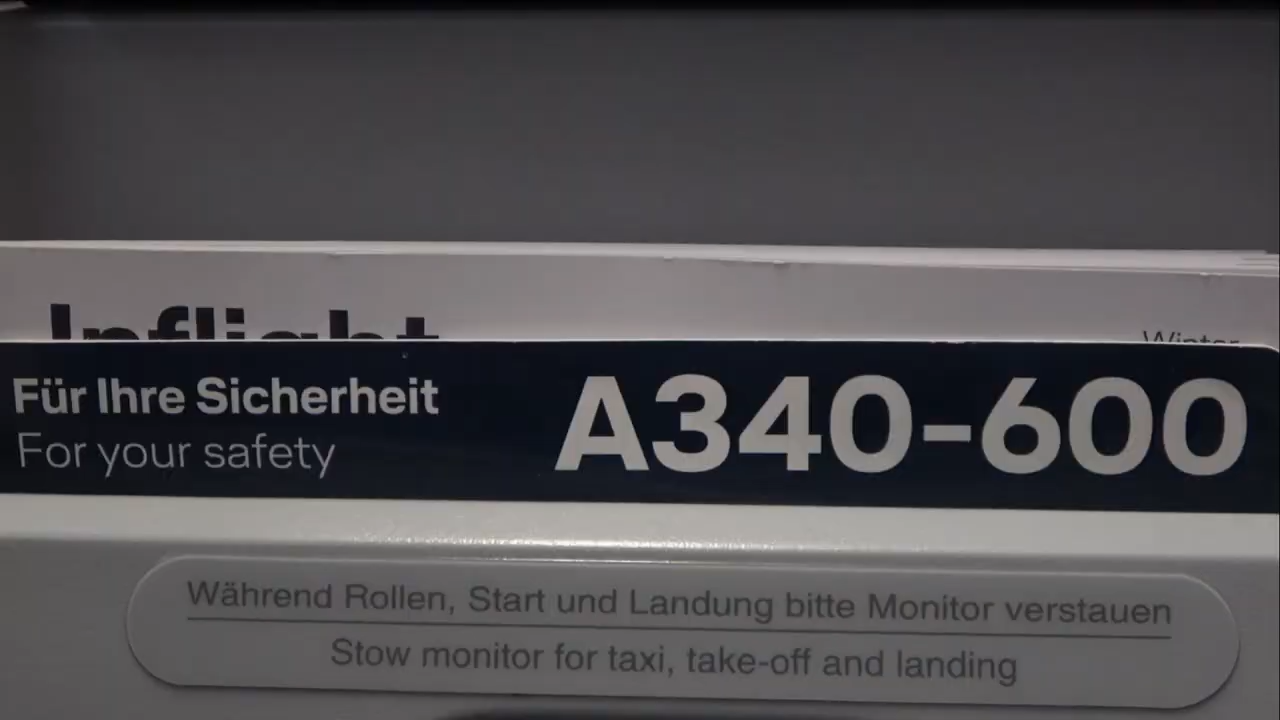 Inflight
Winter
Für Ihre Sicherheit
For your safety
A340-600
Während Rollen, Start und Landung bitte Monitor verstauen
Stow monitor for taxi, take-off and landing